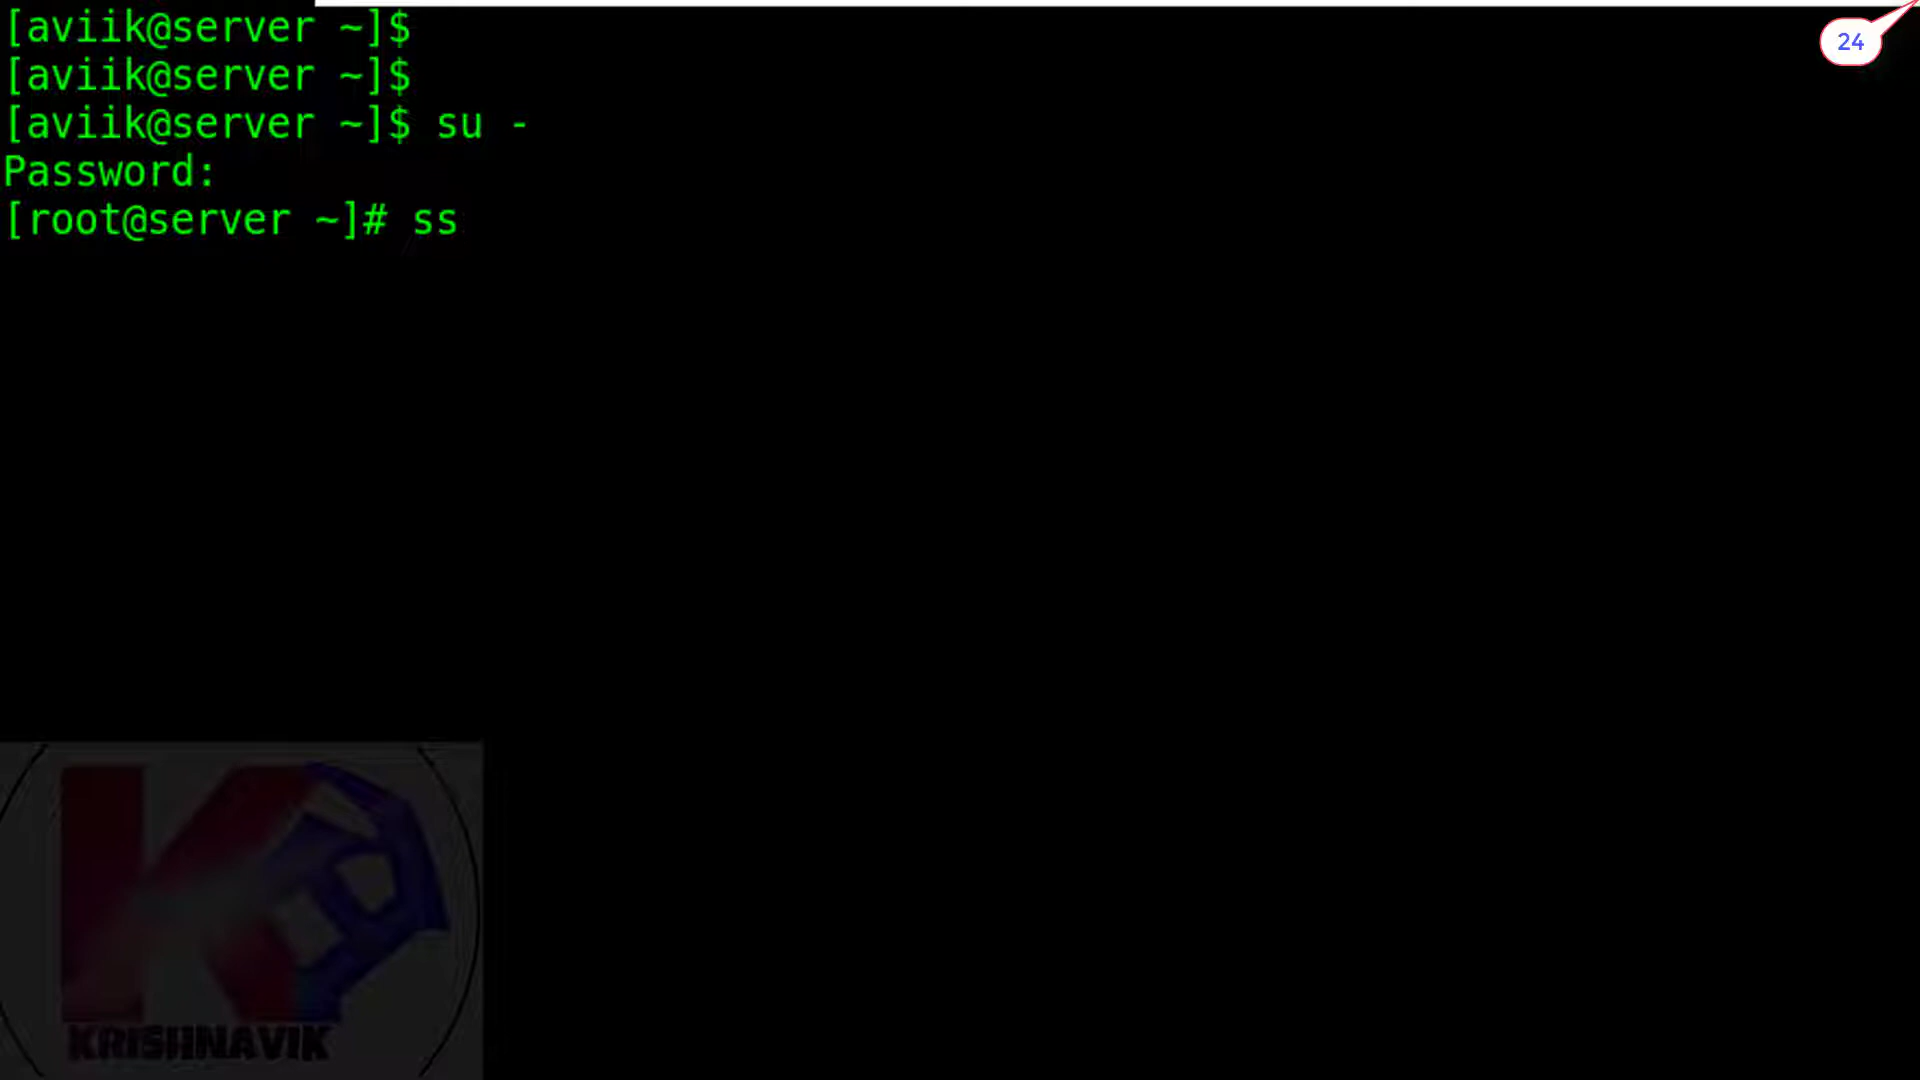 [aviik@server ~]$
24
[aviik@server ~]$
[aviik@server ~]$ su -
Password:
[root@server ~]# ss
KRISHNAVIK